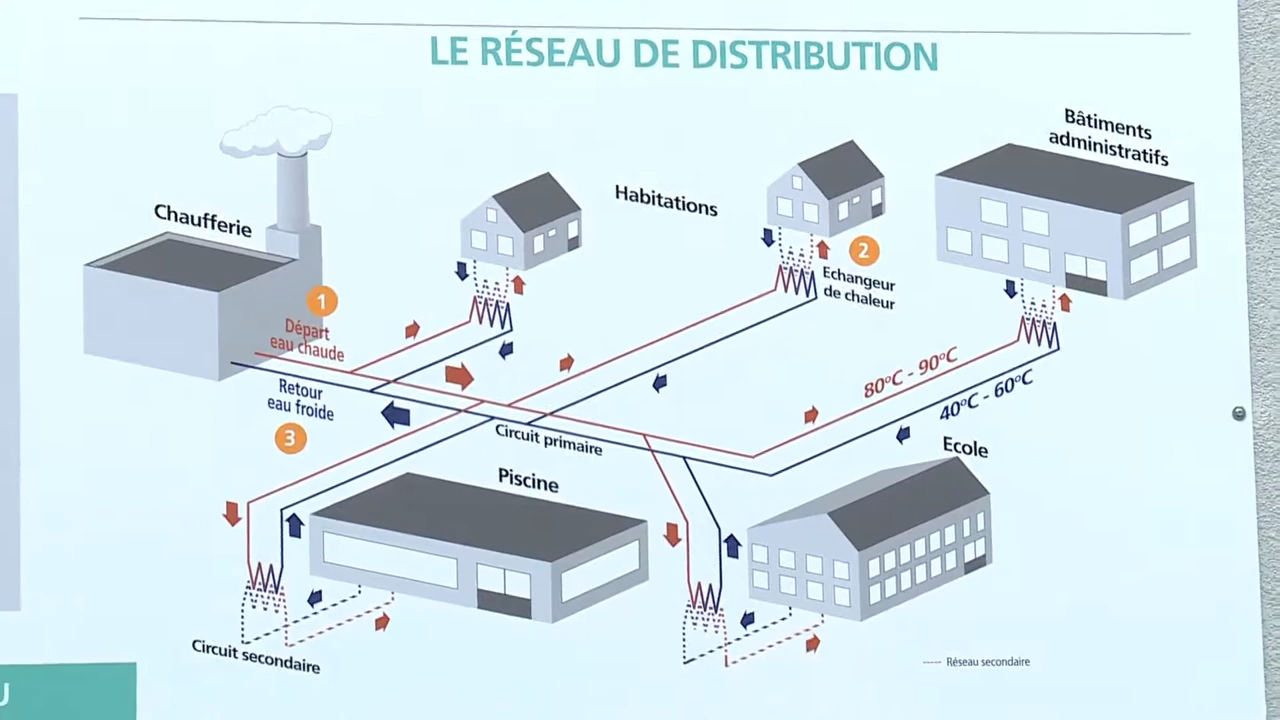 LE RÉSEAU DE DISTRIBUTION
Bâtiments
administratifs
Habitations
Chaufferie
2
Echangeur
de chaleur
1
Départ
eau chaude
80°C - 90°C
Retour
eau froide
40°C - 60°C
3
Circuit primaire
Ecole
Piscine
Circuit secondaire
Réseau secondaire
U